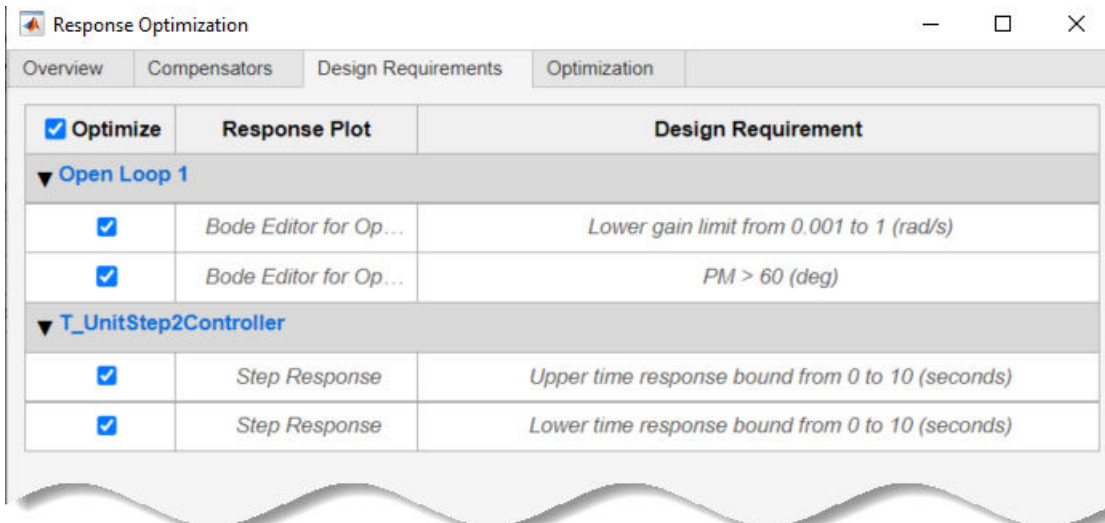 Response Optimization
Overview Compensators Design Requirements Optimization
Optimize Response Plot Design Requirement
Open Loop 1
Bode Editor for Op... Lower gain limit from 0.001 to 1 (rad/s)
Bode Editor for Op... PM > 60 (deg)
T_UnitStep2Controller
Step Response Upper time response bound from 0 to 10 (seconds)
Step Response Lower time response bound from 0 to 10 (seconds)